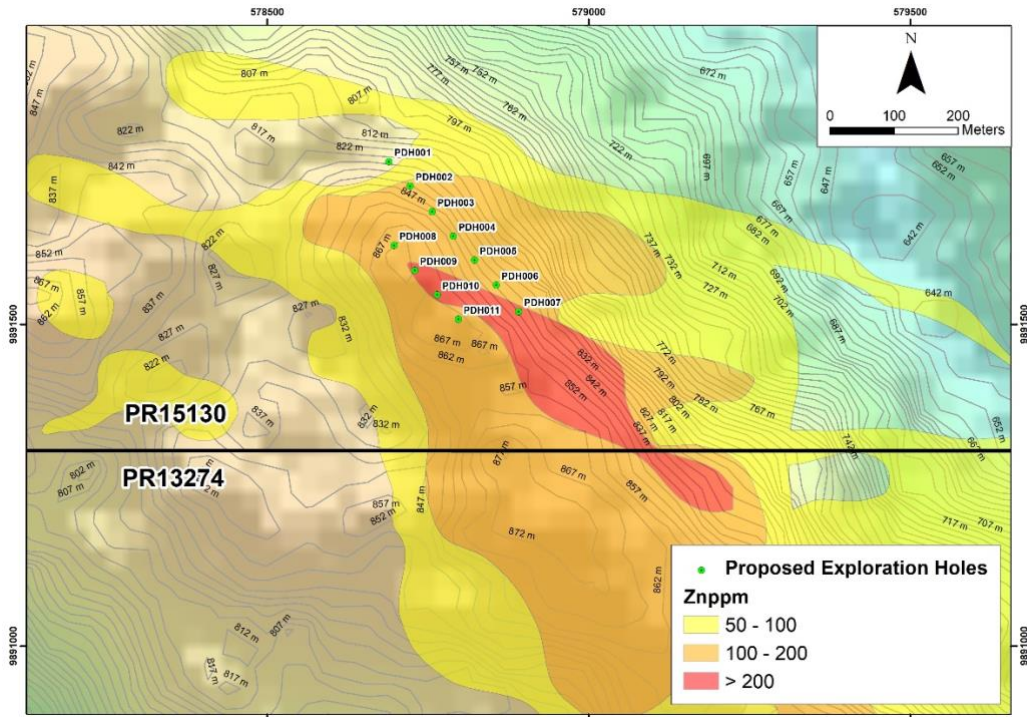 578500
579000
579500
9891500
9891000
9891500
9891000
N
0 100 200
Meters
807 m
807 m
797 m
777 m
757 m
752 m
762 m
672 m
722 m
697 m
657 m
657 m
652 m
647 m
667 m
642 m
677 m
682 m
847 m
822 m
817 m
812 m
822 m
842 m
837 m
822 m
827 m
852 m
867 m
857 m
862 m
837 m
827 m
827 m
822 m
832 m
837 m
832 m
832 m
PDH001
PDH002
647 m
PDH003
PDH004
PDH005
PDH006
PDH007
PDH008
867 m
PDH009
PDH010
PDH011
867 m
867 m
862 m
857 m
737 m
732 m
712 m
727 m
692 m
702 m
687 m
642 m
832 m
842 m
852 m
772 m
792 m
782 m
802 m
817 m
827 m
837 m
767 m
742 m
652 m
PR15130
PR13274
802 m
807 m
857 m
852 m
847 m
867 m
857 m
872 m
862 m
717 m
707 m
812 m
807 m
817 m
817 m
Proposed Exploration Holes
Znppm
50 - 100
100 - 200
> 200